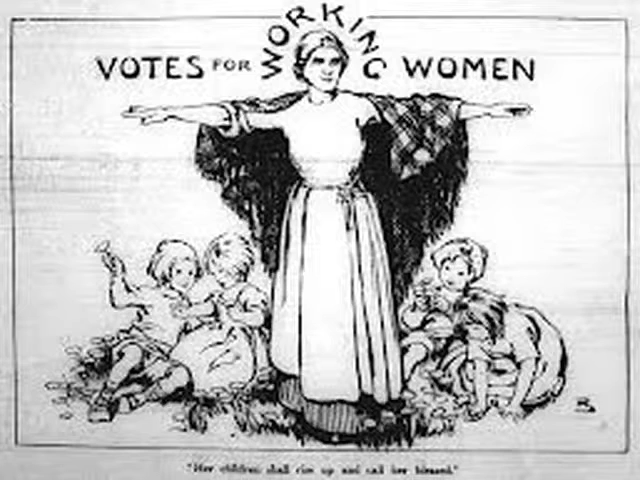 VOTES FOR WORKING WOMEN
"Her children shall rise up and call her blessed."